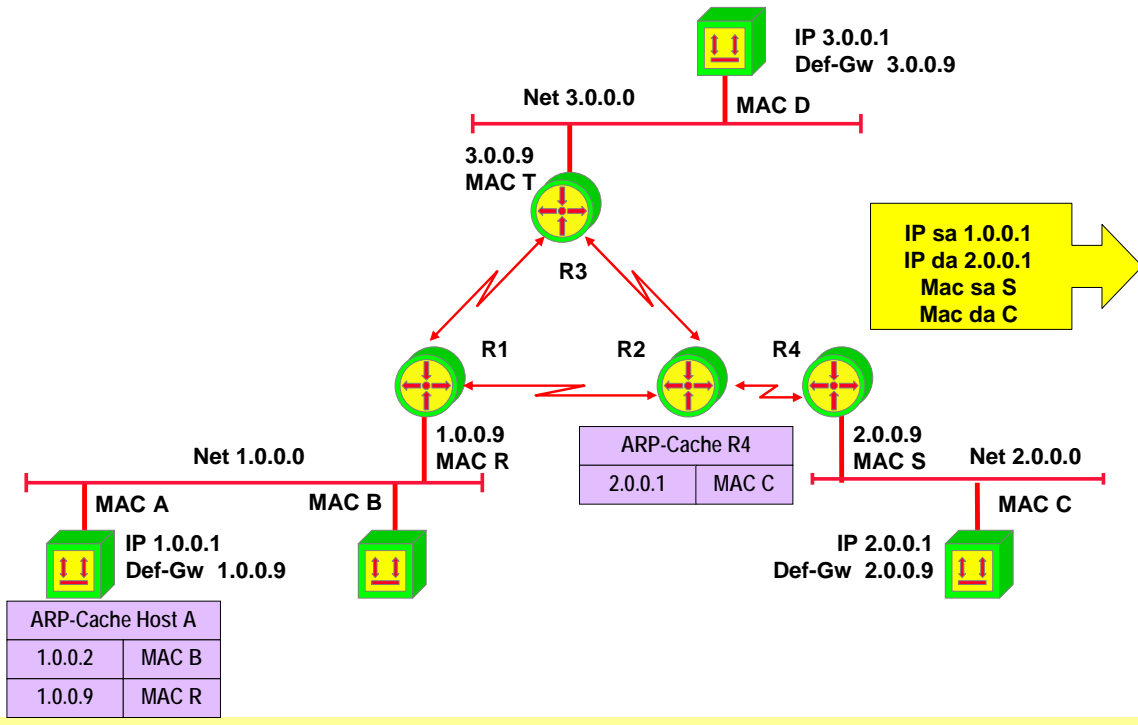 IP 3.0.0.1
Def-Gw 3.0.0.9
Net 3.0.0.0
MAC D
3.0.0.9
MAC T
R3
IP sa 1.0.0.1
IP da 2.0.0.1
Mac sa S
Mac da C
R1
R2
R4
1.0.0.9
MAC R
Net 1.0.0.0
ARP-Cache R4
2.0.0.1 MAC C
2.0.0.9
MAC S
Net 2.0.0.0
MAC A
MAC B
MAC C
IP 1.0.0.1
Def-Gw 1.0.0.9
IP 2.0.0.1
Def-Gw 2.0.0.9
ARP-Cache Host A
1.0.0.2 MAC B
1.0.0.9 MAC R